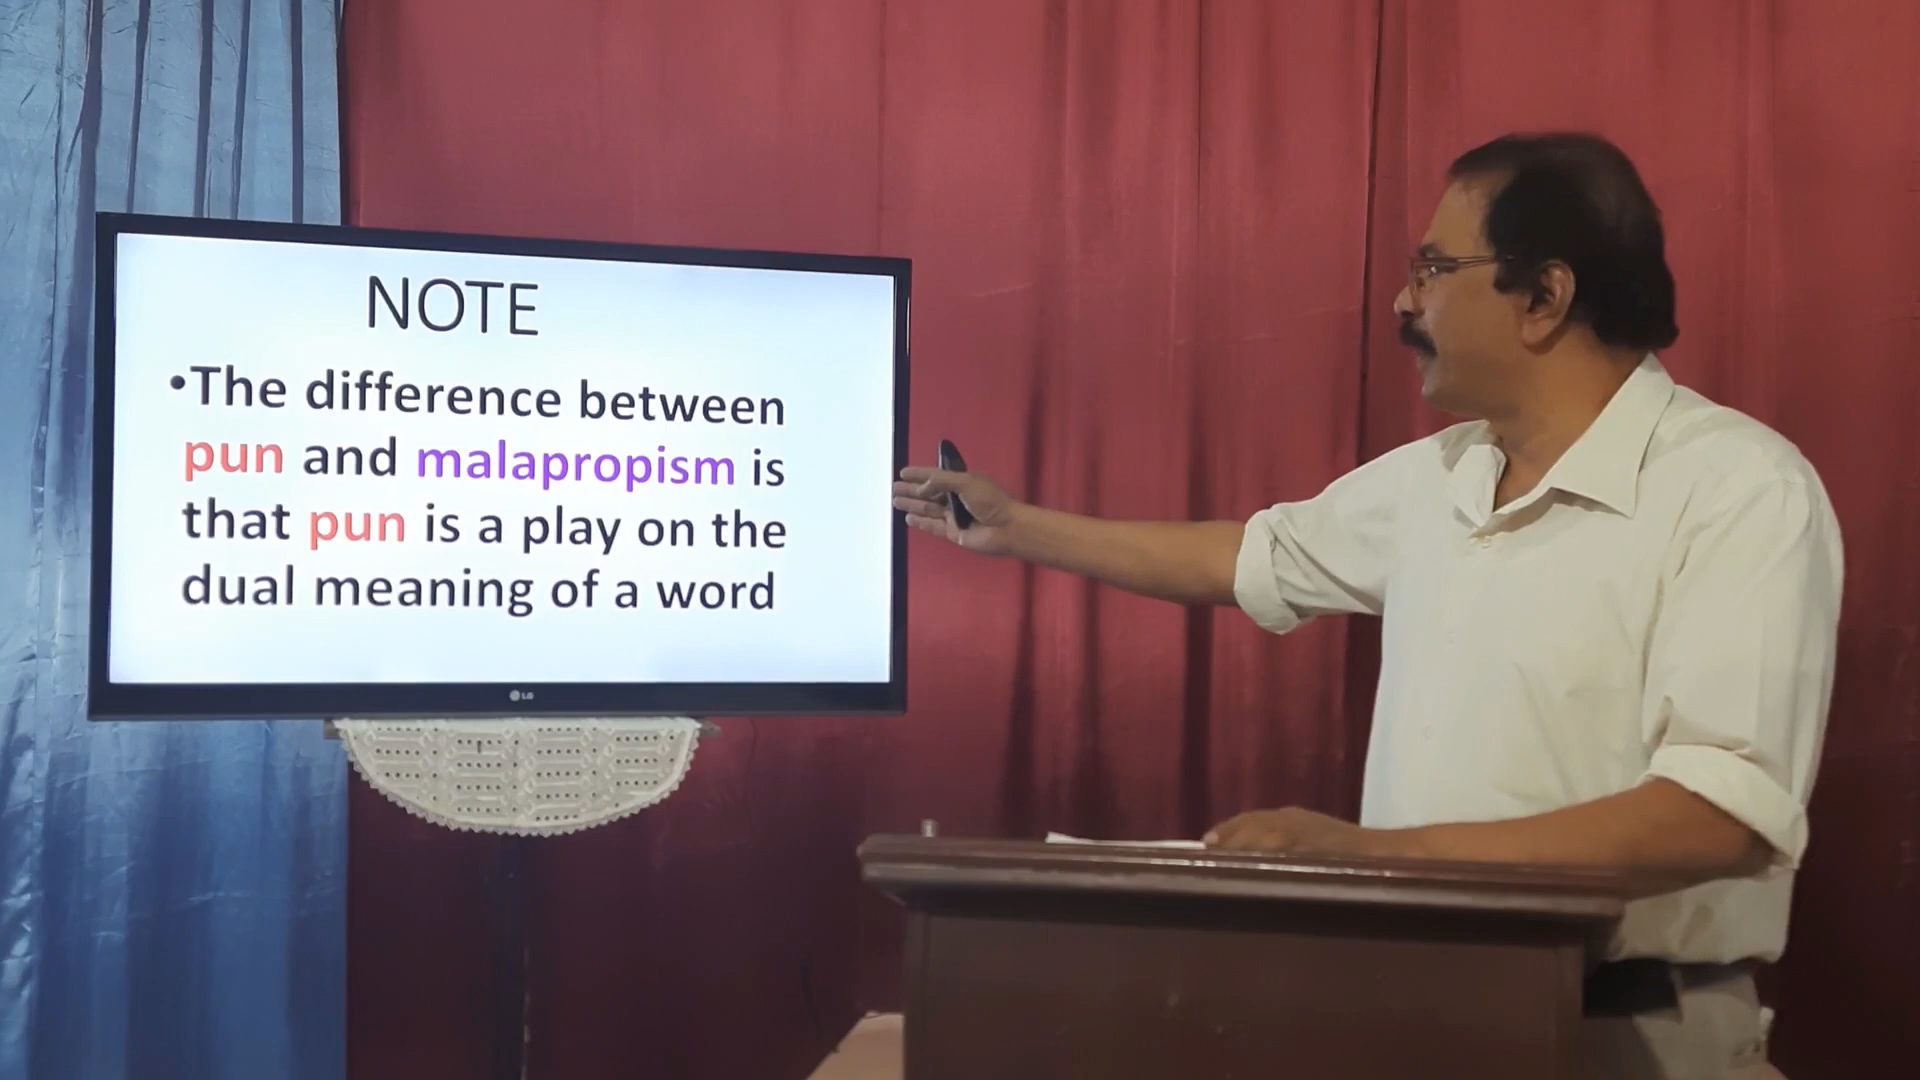 NOTE
•The difference between
pun and malapropism is
that pun is a play on the
dual meaning of a word
LG